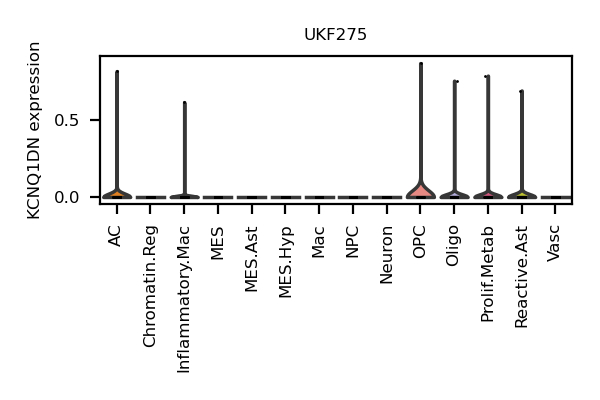 UKF275
KCNQ1DN expression
0.5
0.0
AC
Chromatin.Reg
Inflammatory.Mac
MES
MES.Ast
MES.Hyp
Mac
NPC
Neuron
OPC
Oligo
Prolif.Metab
Reactive.Ast
Vasc